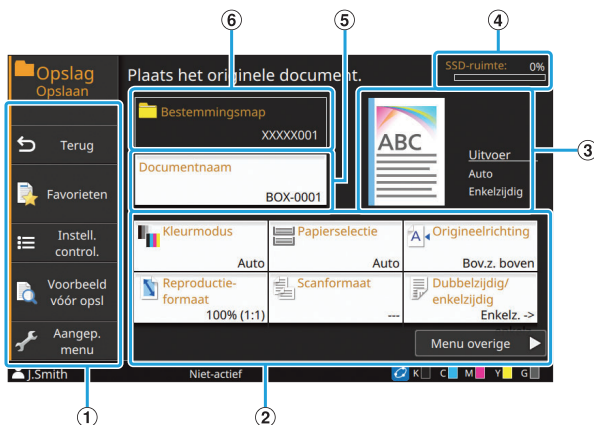 6
5
4
Opslag
Opslaan
Plaats het originele document.
SSD-ruimte: 0%
Bestemmingsmap
XXXXX001
Documentnaam
BOX-0001
ABC
Uitvoer
Auto
Enkelzijdig
3
Terug
Favorieten
Instell.
control.
Voorbeeld
vóór opsl
Aangep.
menu
Kleurmodus
Auto
Papierselectie
Auto
A
Origineelrichting
Bov.z. boven
Reproductie-
formaat
100% (1:1)
Scanformaat
---
Dubbelzijdig/
enkelzijdig
Enkelz. ->
Menu overige
J.Smith
Niet-actief
K C M Y G
1
2